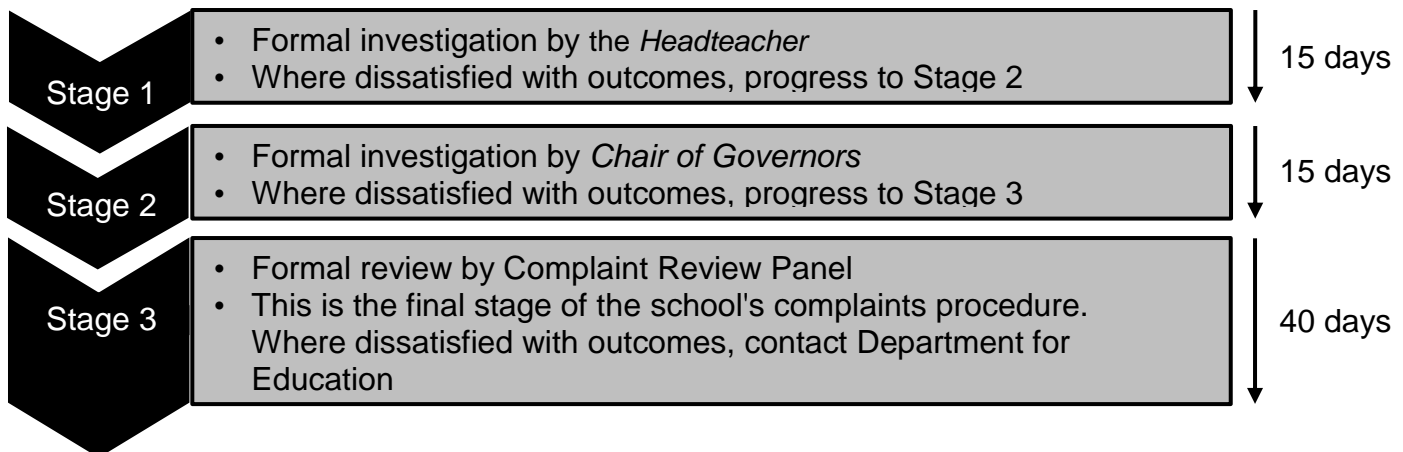 Stage 1
• Formal investigation by the Headteacher
• Where dissatisfied with outcomes, progress to Stage 2
15 days
Stage 2
• Formal investigation by Chair of Governors
• Where dissatisfied with outcomes, progress to Stage 3
15 days
Stage 3
• Formal review by Complaint Review Panel
• This is the final stage of the school's complaints procedure.
Where dissatisfied with outcomes, contact Department for
Education
40 days